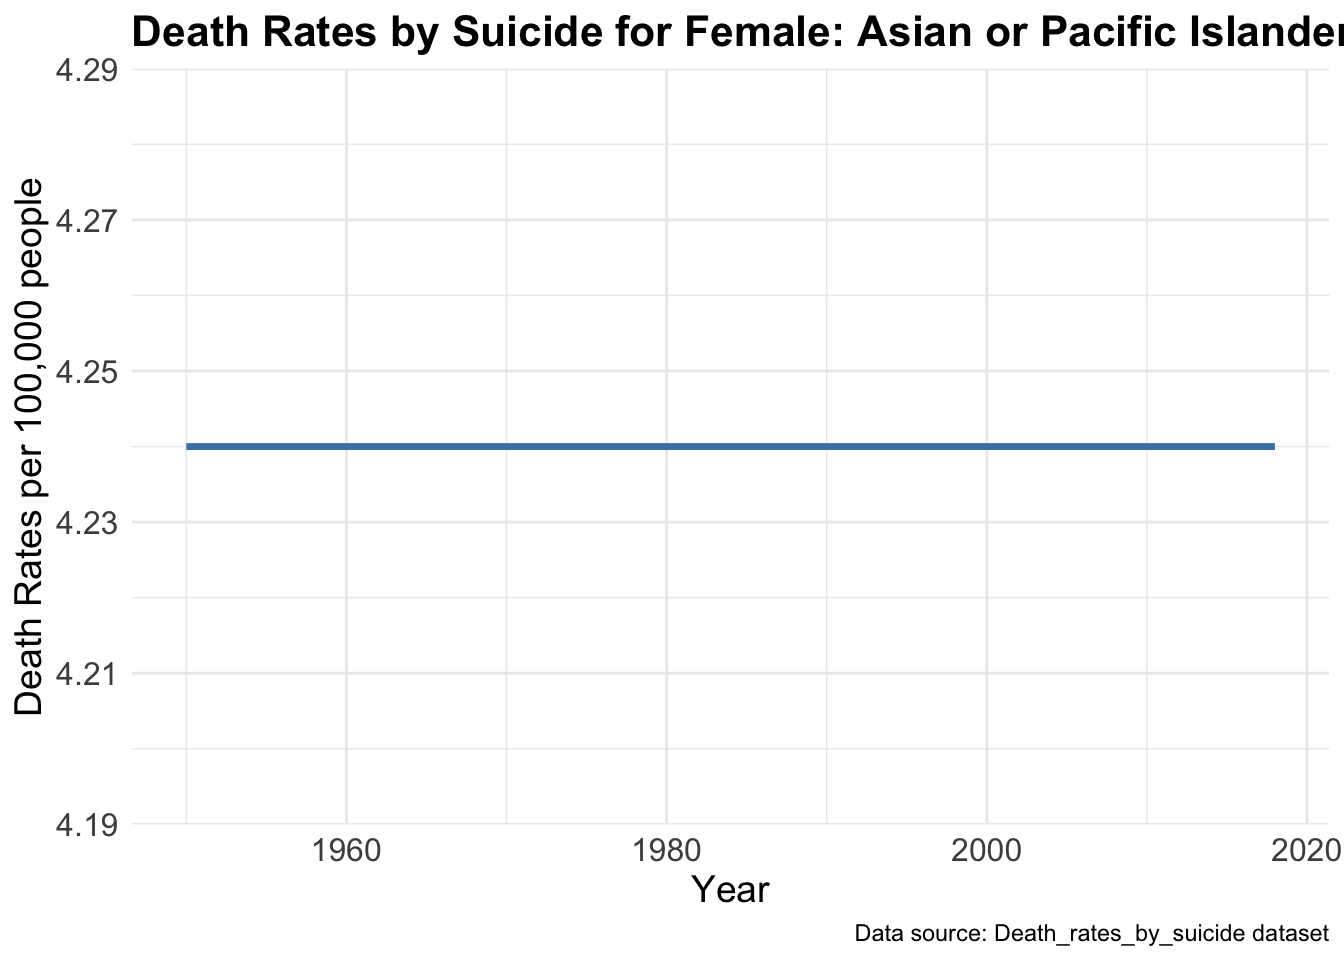 Death Rates by Suicide for Female: Asian or Pacific Islander
4.29
4.27
4.25
4.23
4.21
4.19
Death Rates per 100,000 people
1960 1980 2000 2020
Year
Data source: Death_rates_by_suicide dataset